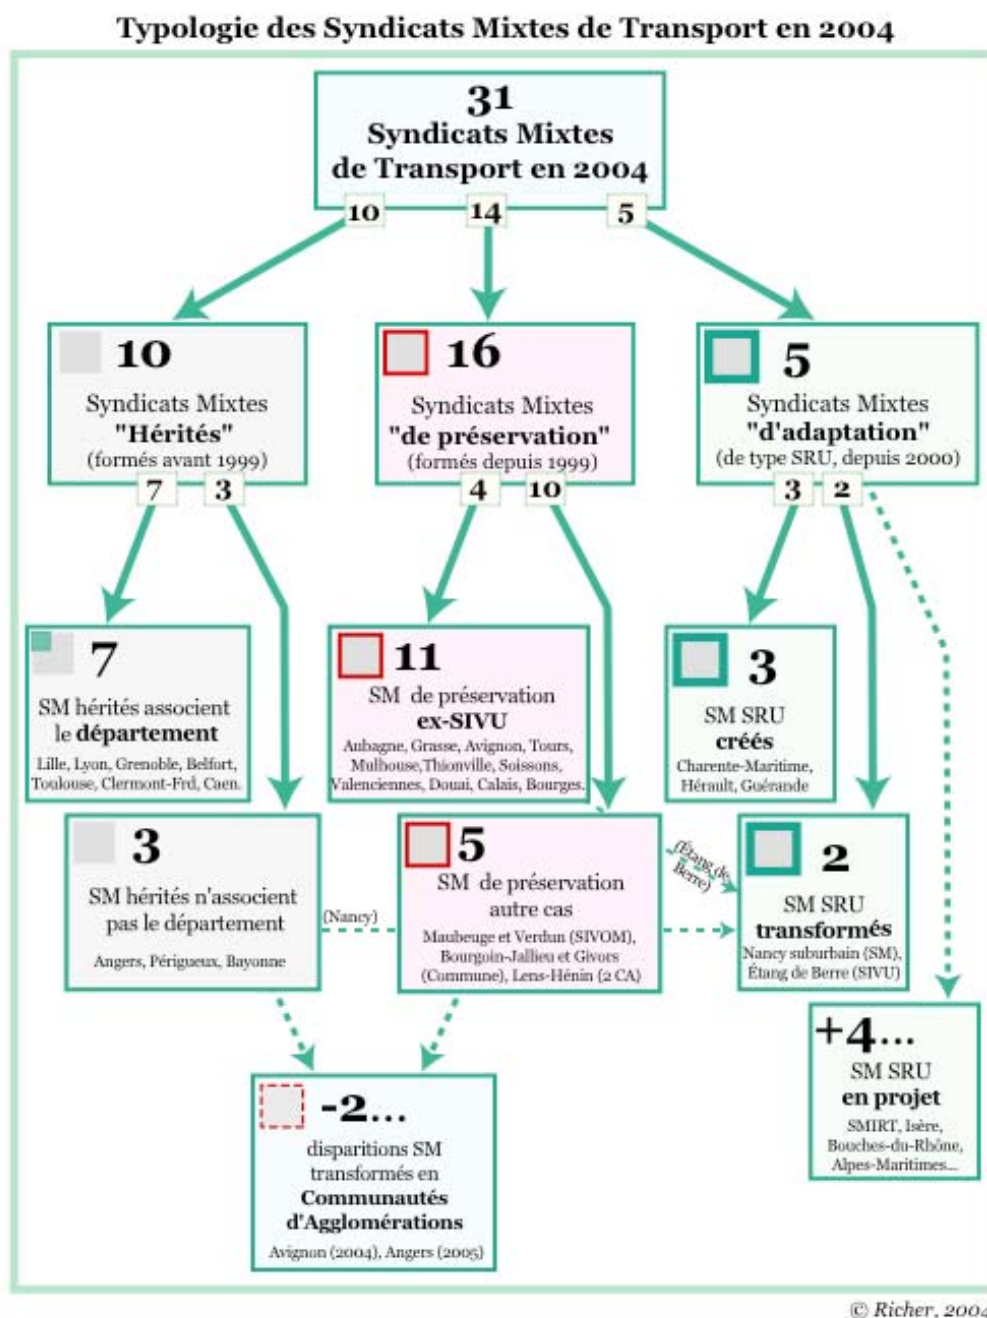 Typologie des Syndicats Mixtes de Transport en 2004
31
Syndicats Mixtes
de Transport en 2004
10
14
5
10
Syndicats Mixtes
"Hérités"
(formés avant 1999)
7
3
16
Syndicats Mixtes
"de préservation"
(formés depuis 1999)
4
10
5
Syndicats Mixtes
"d'adaptation"
(de type SRU, depuis 2000)
3
2
7
SM hérités associent
le département
Lille, Lyon, Grenoble, Belfort,
Toulouse, Clermont-Frd, Caen.
11
SM de préservation
ex-SIVU
Aubagne, Grasse, Avignon, Tours,
Mulhouse,Thionville, Soissons,
Valenciennes, Douai, Calais, Bourges.
3
SM SRU
créés
Charente-Maritime,
Hérault, Guérande
3
SM hérités n'associent
pas le département
Angers, Périgueux, Bayonne
(Nancy)
5
SM de préservation
autre cas
Maubeuge et Verdun (SIVOM),
Bourgoin-Jallieu et Givors
(Commune), Lens-Hénin (2 CA)
(Étang de
Berre)
2
SM SRU
transformés
Nancy suburbain (SM),
Étang de Berre (SIVU)
+4...
SM SRU
en projet
SMIRT, Isère,
Bouches-du-Rhône,
Alpes-Maritimes...
-2...
disparitions SM
transformés en
Communautés
d'Agglomérations
Avignon (2004), Angers (2005)
© Richer, 2004